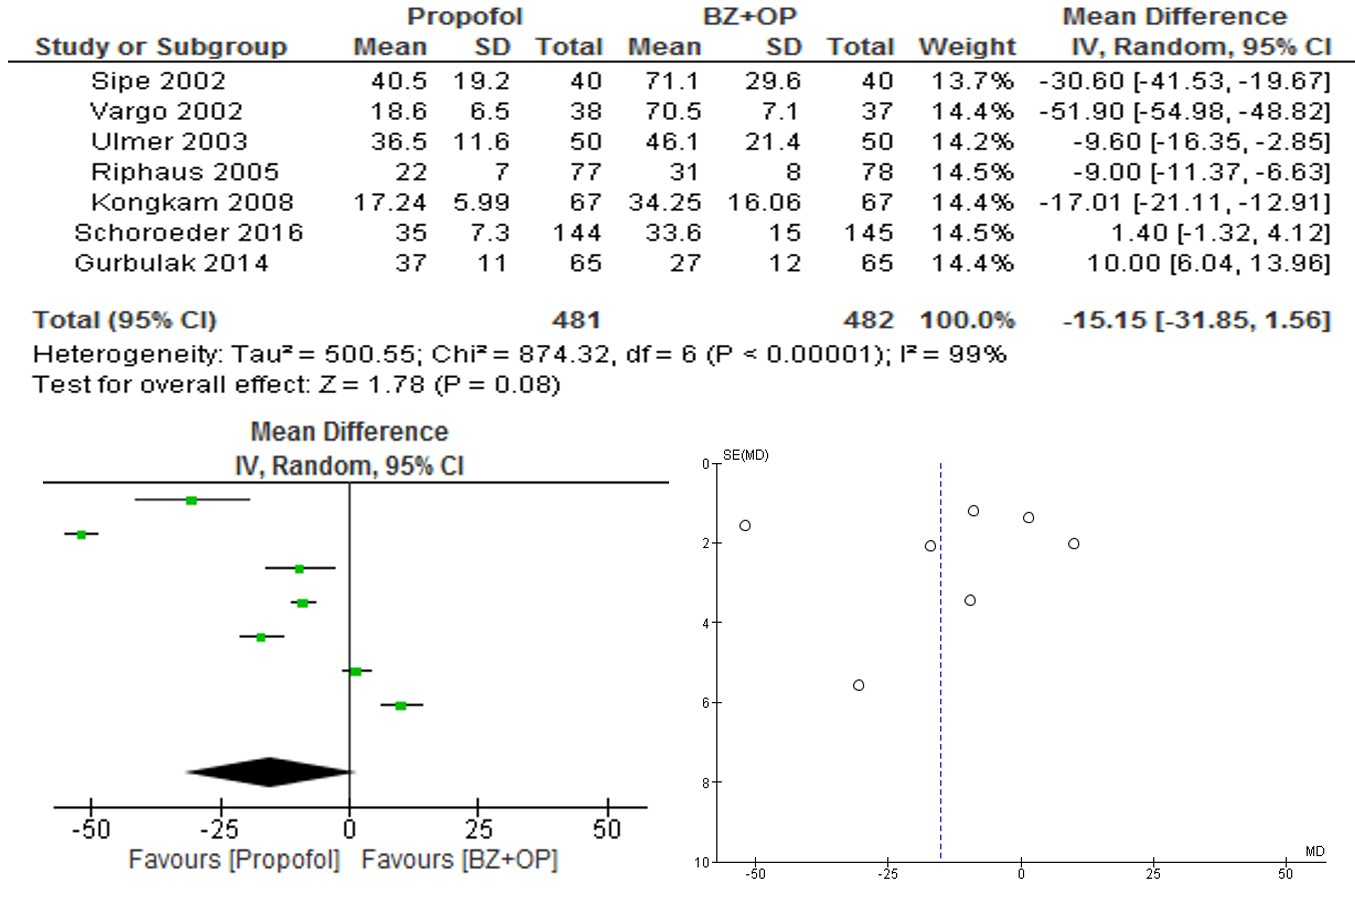 Propofol BZ+OP Mean Difference
Study or Subgroup Mean SD Total Mean SD Total Weight IV, Random, 95% CI
Sipe 2002 40.5 19.2 40 71.1 29.6 40 13.7% -30.60 [-41.53, -19.67]
Vargo 2002 18.6 6.5 38 70.5 7.1 37 14.4% -51.90 [-54.98, -48.82]
Ulmer 2003 36.5 11.6 50 46.1 21.4 50 14.2% -9.60 [-16.35, -2.85]
Riphaus 2005 22 7 77 31 8 78 14.5% -9.00 [-11.37, -6.63]
Kongkam 2008 17.24 5.99 67 34.25 16.06 67 14.4% -17.01 [-21.11, -12.91]
Schoroeder 2016 35 7.3 144 33.6 15 145 14.5% 1.40 [-1.32, 4.12]
Gurbulak 2014 37 11 65 27 12 65 14.4% 10.00 [6.04, 13.96]
Total (95% CI) 481 482 100.0% -15.15 [-31.85, 1.56]
Heterogeneity: Tau² = 500.55; Chi² = 874.32, df = 6 (P < 0.00001); I² = 99%
Test for overall effect: Z = 1.78 (P = 0.08)
Mean Difference
IV, Random, 95% CI
-50 -25 0 25 50
Favours [Propofol] Favours [BZ+OP]
SE(MD)
0
2
4
6
8
10
MD
-50 -25 0 25 50